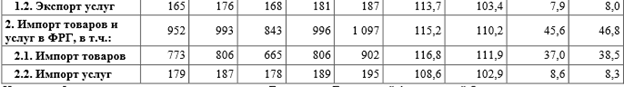 1.2. Экспорт услуг 165 176 168 181 187 113,7 103,4 7,9 8,0
2. Импорт товаров и услуг в ФРГ, в т.ч.: 952 993 843 996 1 097 115,2 110,2 45,6 46,8
2.1. Импорт товаров 773 806 665 806 902 116,8 111,9 37,0 38,5
2.2. Импорт услуг 179 187 178 189 195 108,6 102,9 8,6 8,3